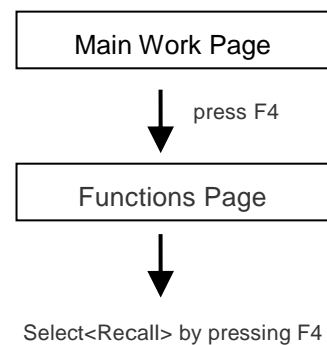 Main Work Page
press F4
Functions Page
Select<Recall> by pressing F4